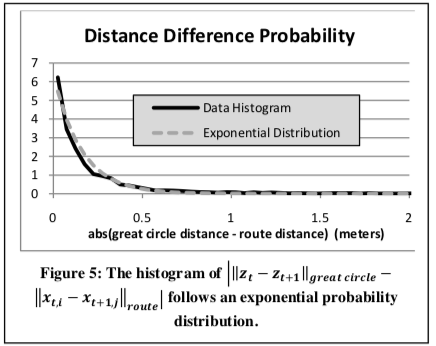 Distance Difference Probability
7
6
5
4
3
2
1
0
Data Histogram
Exponential Distribution
0 0.5 1 1.5 2
abs(great circle distance - route distance) (meters)
Figure 5: The histogram of |‖z_t − z_{t+1}‖_{great circle} −
‖x_{t,i} − x_{t+1,j}‖_{route}| follows an exponential probability
distribution.